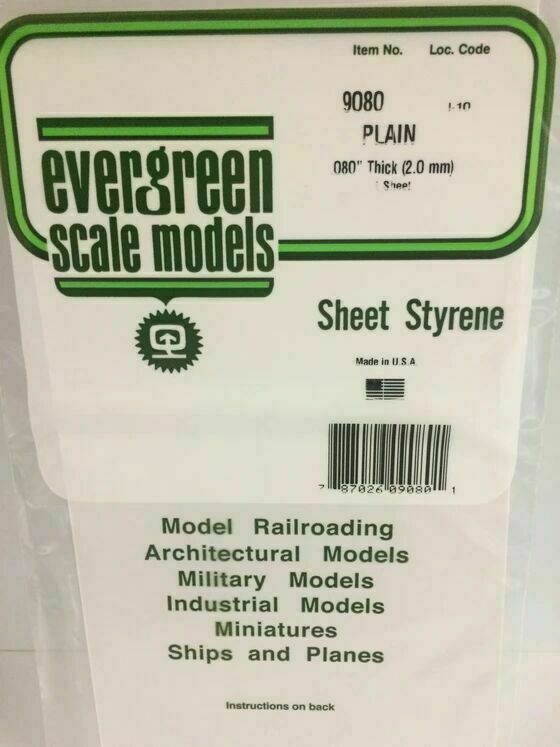 Item No. Loc. Code
9080
PLAIN
080" Thick (2.0 mm)
Sheet
evergreen
scale models
Sheet Styrene
Made in U.S.A
7 87026 09080 1
Model Railroading
Architectural Models
Military Models
Industrial Models
Miniatures
Ships and Planes
Instructions on back